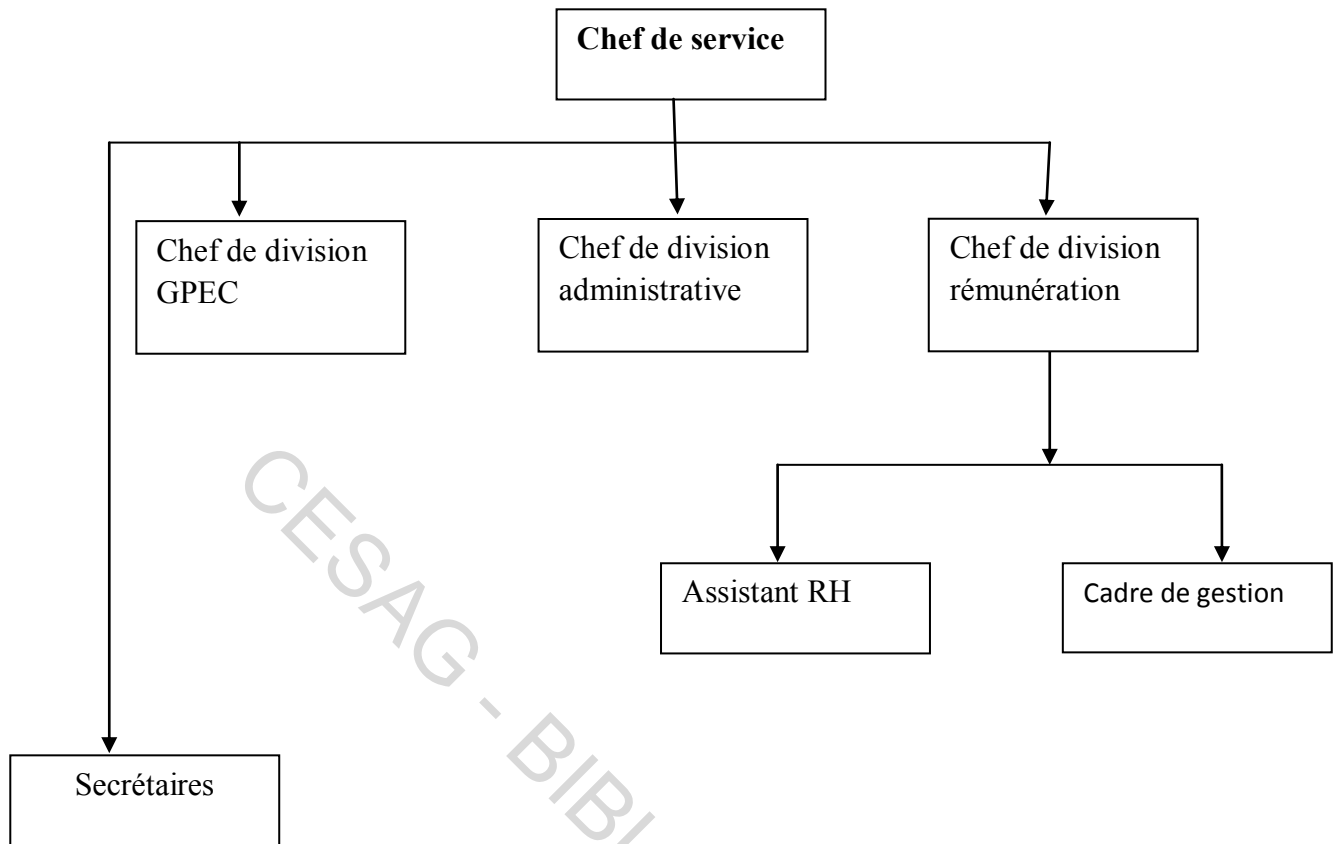 Chef de service
Chef de division
GPEC
Chef de division
administrative
Chef de division
rémunération
Assistant RH
Cadre de gestion
Secrétaires
CESAG - BIBL